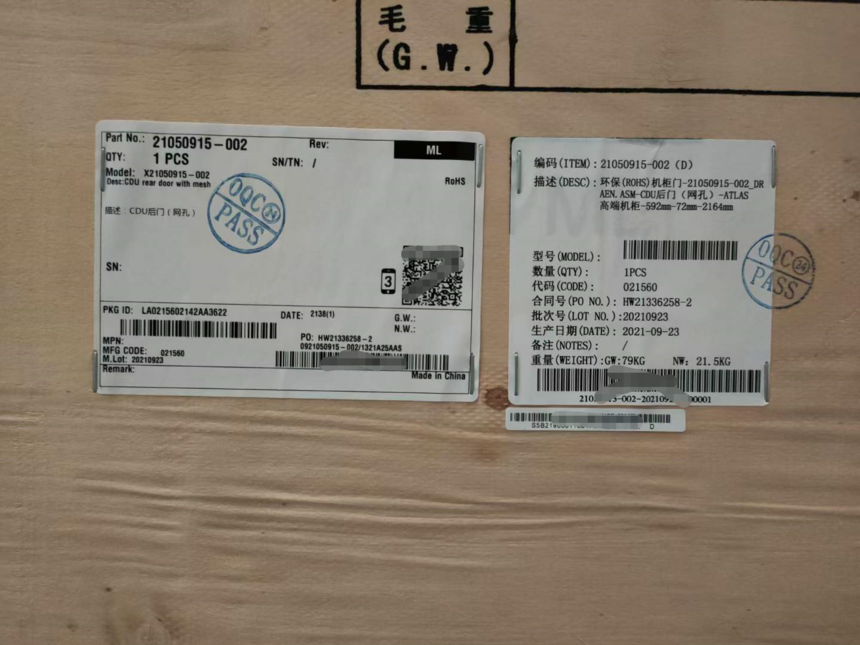 毛 重
(G.W.)
Part No.: 21050915-002 Rev: ML
QTY: 1 PCS SN/TN: /
Model: X21050915-002 RoHS
Desc:CDU rear door with mesh
OQC 24
PASS
描述: CDU后门(网孔)
SN: 3
PKG ID: LA0215602142AA3622 DATE: 2138(1) G.W.:
N.W.:
MPN: PO: HW21336258-2
MFG CODE: 021560 0921050915-002/1321A25AAS
M.Lot: 20210923
Remark: Made in China
编码(ITEM): 21050915-002 (D)
描述(DESC): 环保(ROHS)机柜门-21050915-002_DR
AEN.ASM-CDU后门(网孔)-ATLAS
高端机柜-592mm-72mm-2164mm
型号(MODEL):
数量(QTY): 1PCS
代码(CODE): 021560
合同号(PO NO.): HW21336258-2
批次号(LOT NO.):20210923
生产日期(DATE): 2021-09-23
备注(NOTES): /
重量(WEIGHT):GW:79KG NW: 21.5KG
OQC 24
PASS
D